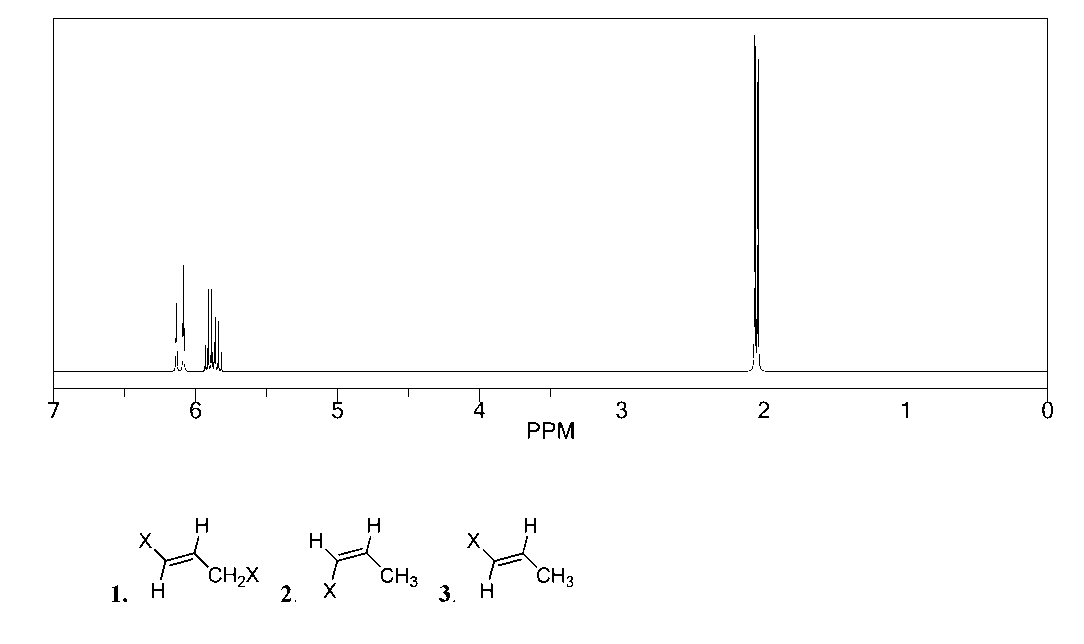 7 6 5 4 3 2 1 0
PPM
X H H CH2X
1.
H H X CH3
2.
X H H CH3
3.